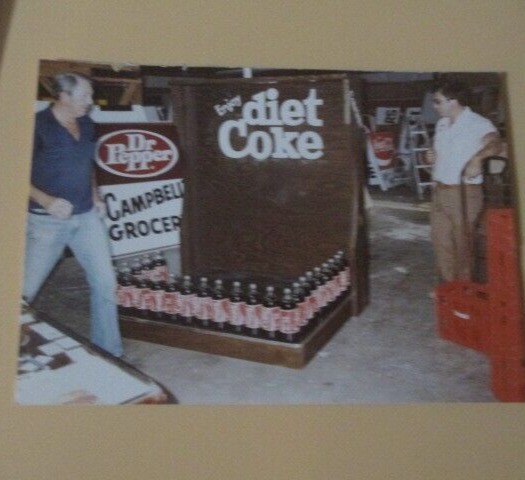 Enjoy
diet
Coke
Dr
Pepper
CAMPBELL
GROCER